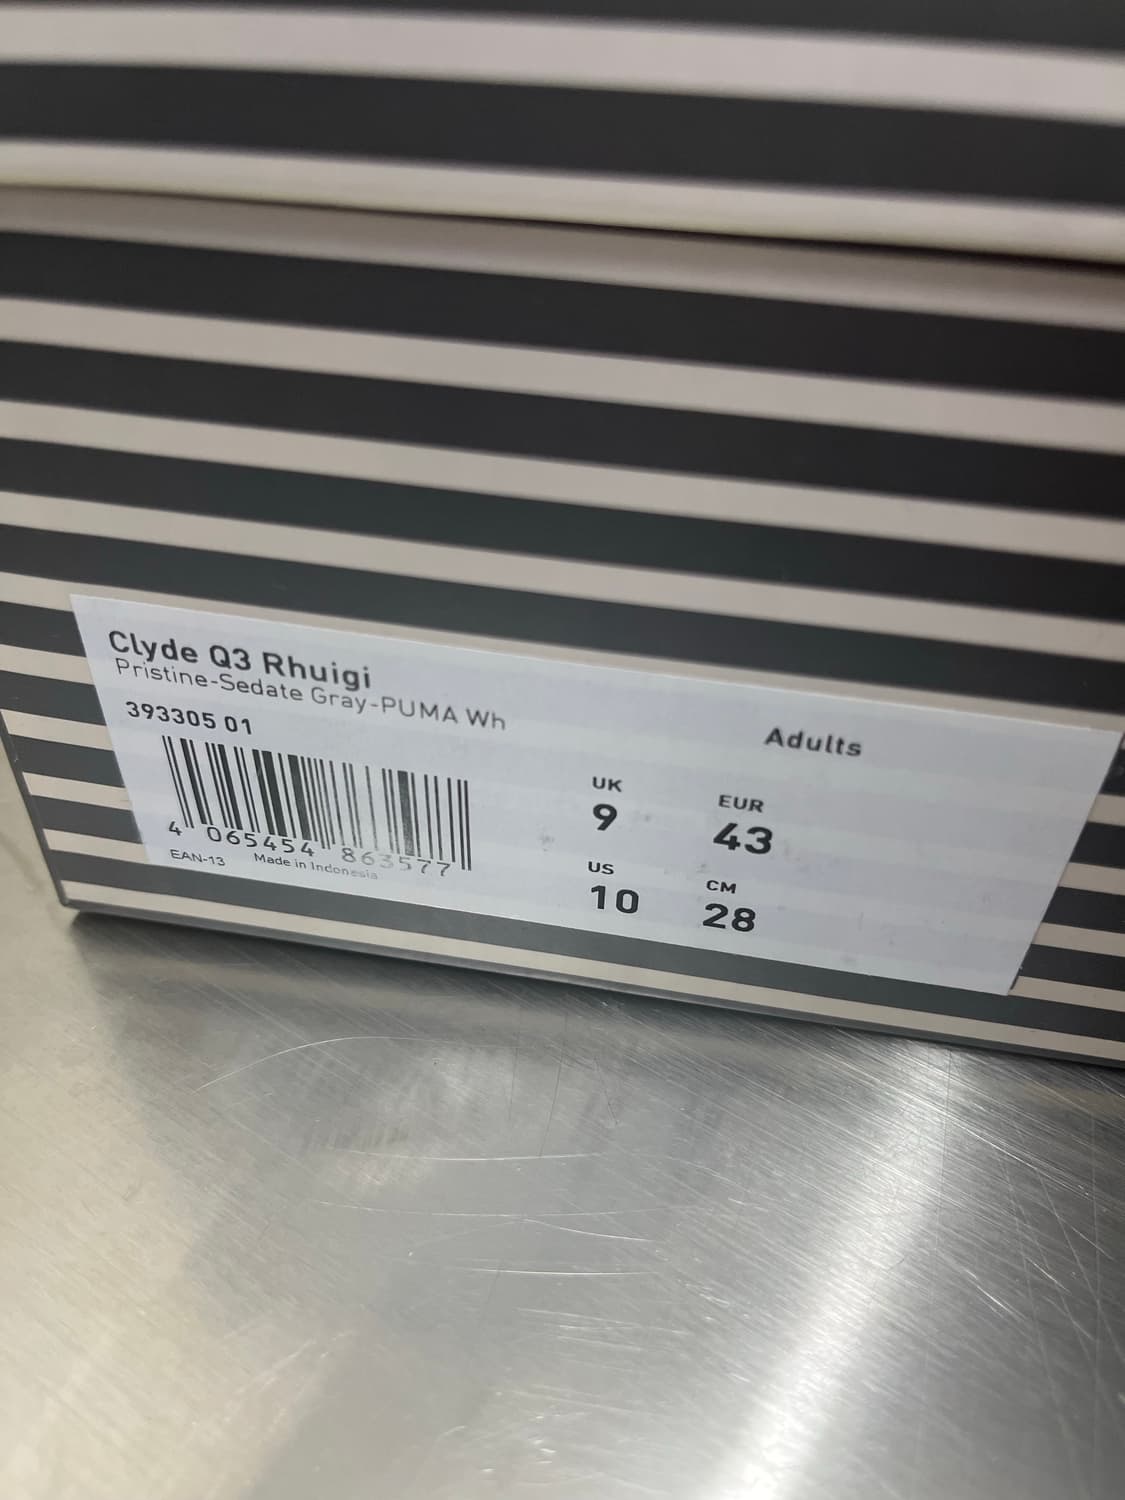 Clyde Q3 Rhuigi
Pristine-Sedate Gray-PUMA Wh
393305 01
4 065454 863577
EAN-13 Made in Indonesia
Adults
UK EUR
9 43
US CM
10 28